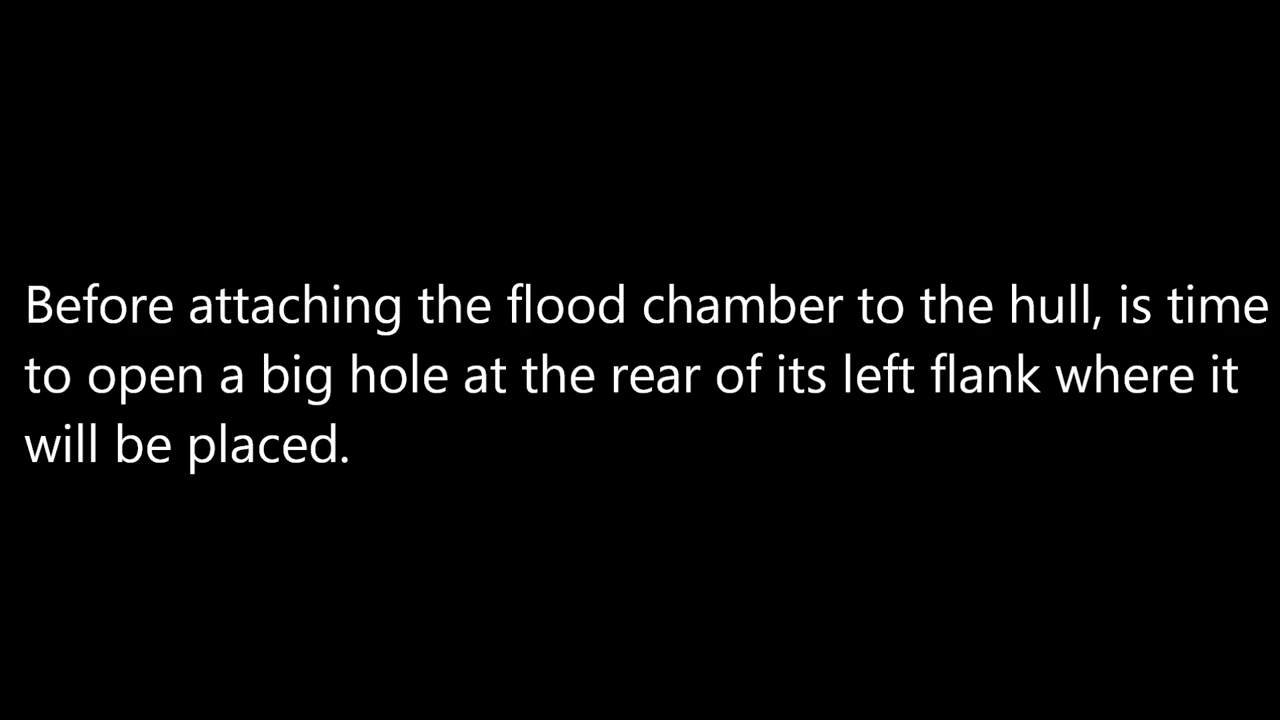 Before attaching the flood chamber to the hull, is time
to open a big hole at the rear of its left flank where it
will be placed.